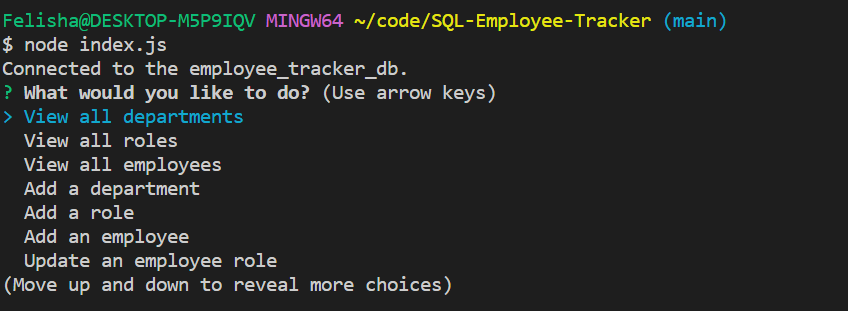 Felisha@DESKTOP-M5P9IQV MINGW64 ~/code/SQL-Employee-Tracker (main)
$ node index.js
Connected to the employee_tracker_db.
? What would you like to do? (Use arrow keys)
> View all departments
  View all roles
  View all employees
  Add a department
  Add a role
  Add an employee
  Update an employee role
(Move up and down to reveal more choices)